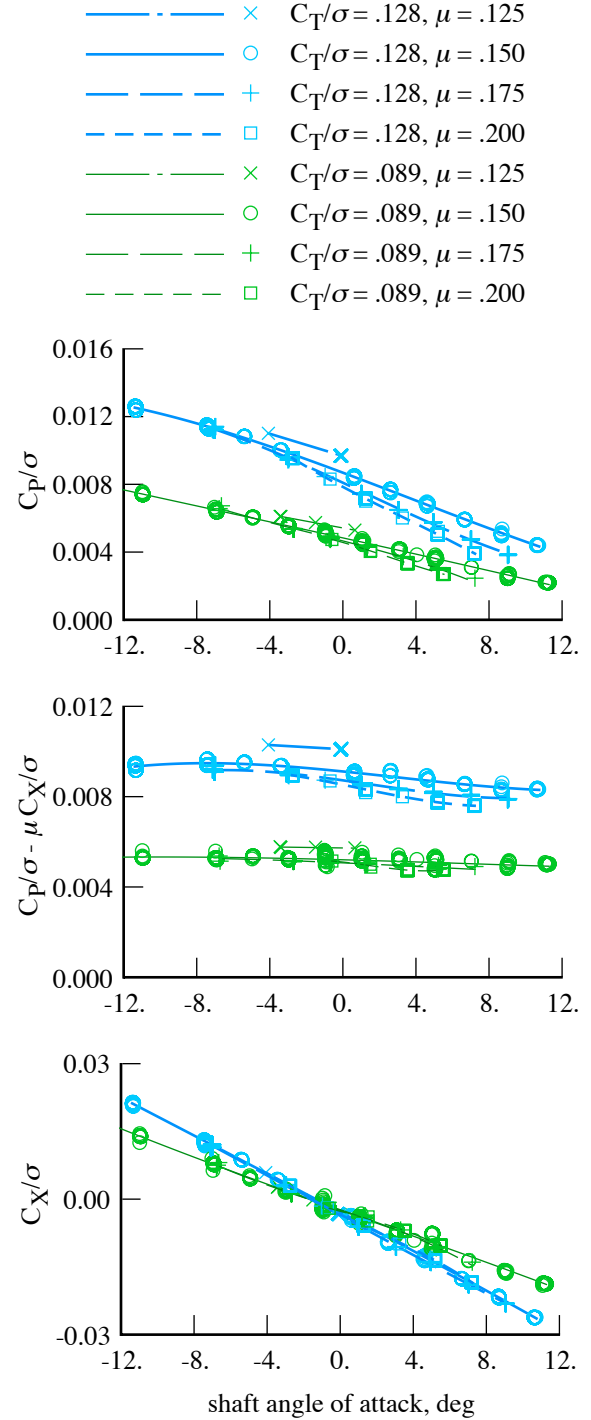 C_T/σ = .128, μ = .125
C_T/σ = .128, μ = .150
C_T/σ = .128, μ = .175
C_T/σ = .128, μ = .200
C_T/σ = .089, μ = .125
C_T/σ = .089, μ = .150
C_T/σ = .089, μ = .175
C_T/σ = .089, μ = .200
0.016
0.012
0.008
0.004
0.000
C_P/σ
-12. -8. -4. 0. 4. 8. 12.
0.012
0.008
0.004
0.000
C_P/σ - μ C_X/σ
-12. -8. -4. 0. 4. 8. 12.
0.03
0.00
-0.03
C_X/σ
-12. -8. -4. 0. 4. 8. 12.
shaft angle of attack, deg